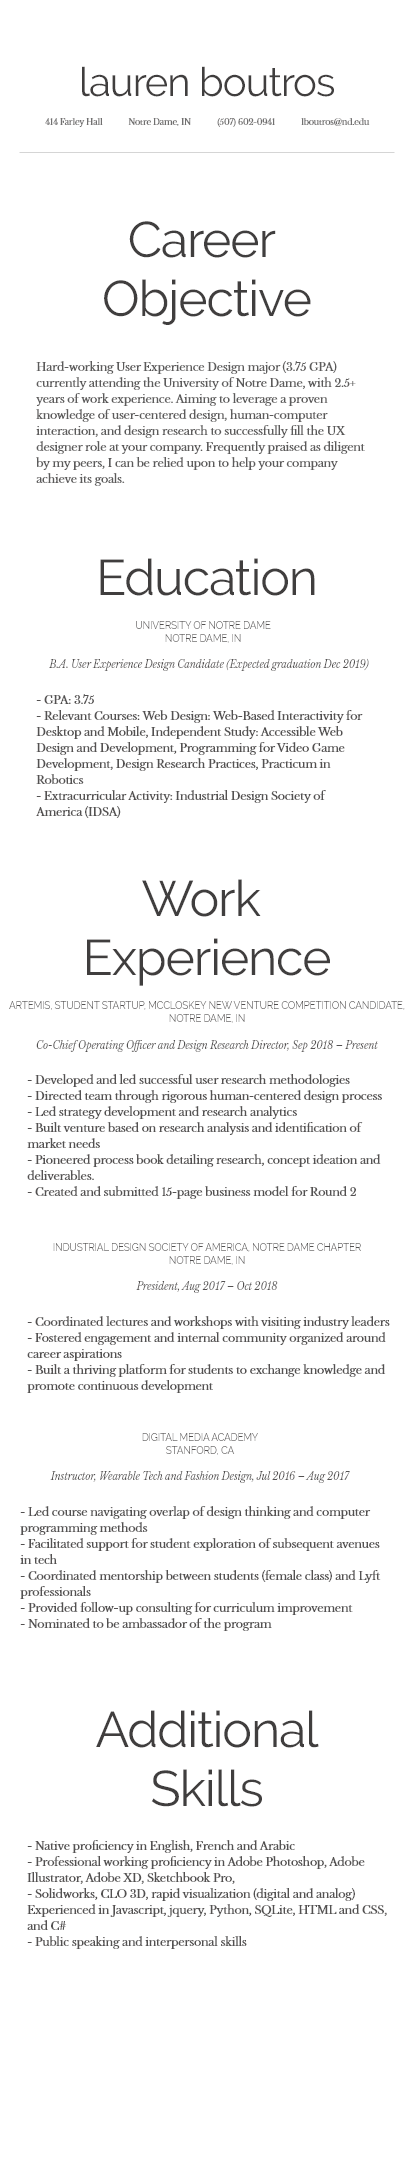 lauren boutros
414 Farley Hall Notre Dame, IN (507) 602-0941 lboutros@nd.edu
Career
Objective
Hard-working User Experience Design major (3.75 GPA)
currently attending the University of Notre Dame, with 2.5+
years of work experience. Aiming to leverage a proven
knowledge of user-centered design, human-computer
interaction, and design research to successfully fill the UX
designer role at your company. Frequently praised as diligent
by my peers, I can be relied upon to help your company
achieve its goals.
Education
UNIVERSITY OF NOTRE DAME
NOTRE DAME, IN
B.A. User Experience Design Candidate (Expected graduation Dec 2019)
- GPA: 3.75
- Relevant Courses: Web Design: Web-Based Interactivity for
Desktop and Mobile, Independent Study: Accessible Web
Design and Development, Programming for Video Game
Development, Design Research Practices, Practicum in
Robotics
- Extracurricular Activity: Industrial Design Society of
America (IDSA)
Work
Experience
ARTEMIS, STUDENT STARTUP, MCCLOSKEY NEW VENTURE COMPETITION CANDIDATE,
NOTRE DAME, IN
Co-Chief Operating Officer and Design Research Director, Sep 2018 – Present
- Developed and led successful user research methodologies
- Directed team through rigorous human-centered design process
- Led strategy development and research analytics
- Built venture based on research analysis and identification of
market needs
- Pioneered process book detailing research, concept ideation and
deliverables.
- Created and submitted 15-page business model for Round 2
INDUSTRIAL DESIGN SOCIETY OF AMERICA, NOTRE DAME CHAPTER
NOTRE DAME, IN
President, Aug 2017 – Oct 2018
- Coordinated lectures and workshops with visiting industry leaders
- Fostered engagement and internal community organized around
career aspirations
- Built a thriving platform for students to exchange knowledge and
promote continuous development
DIGITAL MEDIA ACADEMY
STANFORD, CA
Instructor, Wearable Tech and Fashion Design, Jul 2016 – Aug 2017
- Led course navigating overlap of design thinking and computer
programming methods
- Facilitated support for student exploration of subsequent avenues
in tech
- Coordinated mentorship between students (female class) and Lyft
professionals
- Provided follow-up consulting for curriculum improvement
- Nominated to be ambassador of the program
Additional
Skills
- Native proficiency in English, French and Arabic
- Professional working proficiency in Adobe Photoshop, Adobe
Illustrator, Adobe XD, Sketchbook Pro,
- Solidworks, CLO 3D, rapid visualization (digital and analog)
Experienced in Javascript, jquery, Python, SQLite, HTML and CSS,
and C#
- Public speaking and interpersonal skills